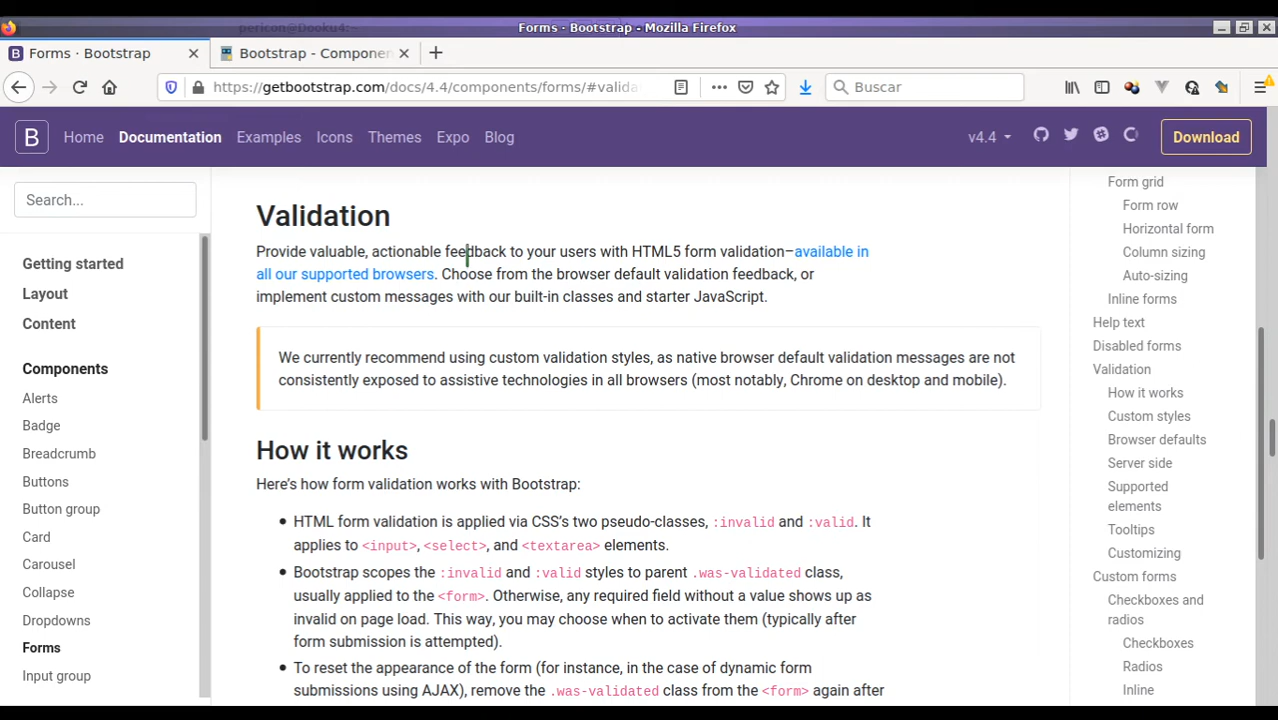 pericon@Dooku4:~
Forms · Bootstrap - Mozilla Firefox
Forms · Bootstrap
Bootstrap - Componen
https://getbootstrap.com/docs/4.4/components/forms/#valida
Buscar
B
Home
Documentation
Examples
Icons
Themes
Expo
Blog
v4.4
Download
Search...
Getting started
Layout
Content
Components
Alerts
Badge
Breadcrumb
Buttons
Button group
Card
Carousel
Collapse
Dropdowns
Forms
Input group
Validation
Provide valuable, actionable feedback to your users with HTML5 form validation–available in
all our supported browsers. Choose from the browser default validation feedback, or
implement custom messages with our built-in classes and starter JavaScript.
We currently recommend using custom validation styles, as native browser default validation messages are not
consistently exposed to assistive technologies in all browsers (most notably, Chrome on desktop and mobile).
How it works
Here's how form validation works with Bootstrap:
HTML form validation is applied via CSS's two pseudo-classes, :invalid and :valid. It
applies to <input>, <select>, and <textarea> elements.
Bootstrap scopes the :invalid and :valid styles to parent .was-validated class,
usually applied to the <form>. Otherwise, any required field without a value shows up as
invalid on page load. This way, you may choose when to activate them (typically after
form submission is attempted).
To reset the appearance of the form (for instance, in the case of dynamic form
submissions using AJAX), remove the .was-validated class from the <form> again after
Form grid
Form row
Horizontal form
Column sizing
Auto-sizing
Inline forms
Help text
Disabled forms
Validation
How it works
Custom styles
Browser defaults
Server side
Supported
elements
Tooltips
Customizing
Custom forms
Checkboxes and
radios
Checkboxes
Radios
Inline